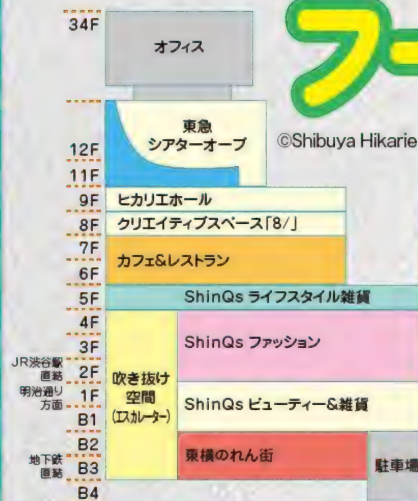 34F
オフィス
フー
©Shibuya Hikarie
東急
シアターオーブ
12F
11F
9F ヒカリエホール
8F クリエイティブスペース「8/」
7F
カフェ&レストラン
6F
5F ShinQs ライフスタイル雑貨
4F
3F ShinQs ファッション
JR渋谷駅
直結
2F
吹き抜け
空間
(エスカレーター)
明治通り
方面
1F
ShinQs ビューティー&雑貨
B1
B2
東横のれん街
駐車場
地下鉄
直結
B3
B4